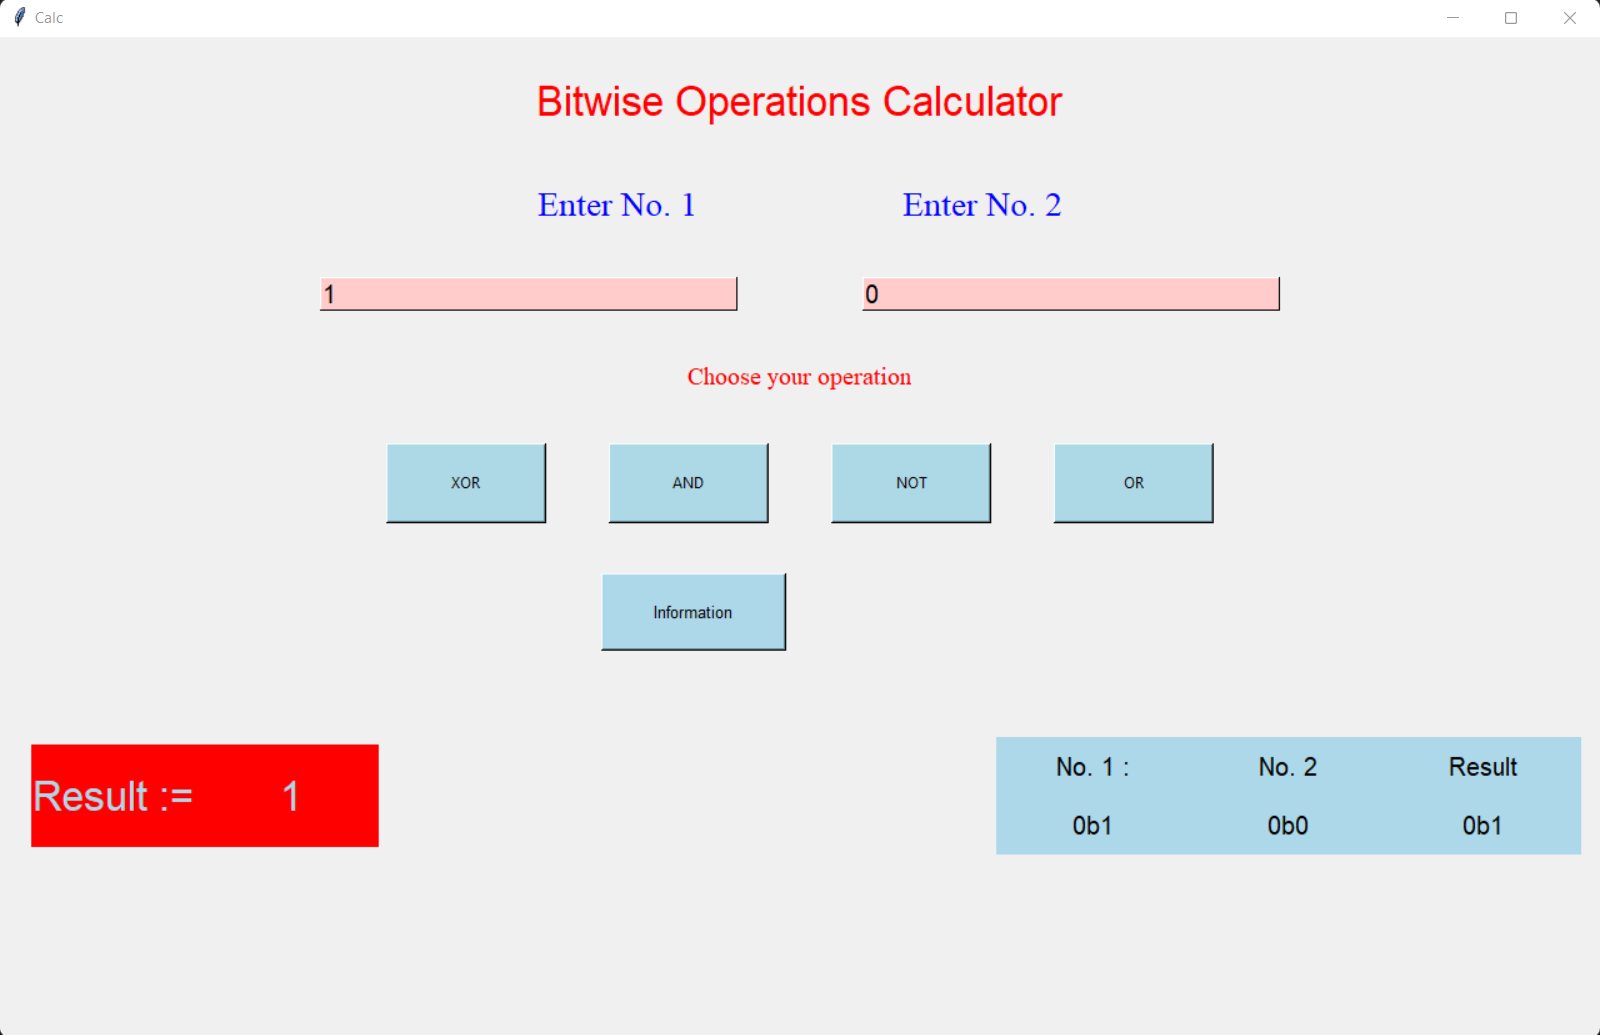 Calc
Bitwise Operations Calculator
Enter No. 1 Enter No. 2
1 0
Choose your operation
XOR AND NOT OR
Information
Result := 1
No. 1 : No. 2 Result
0b1 0b0 0b1